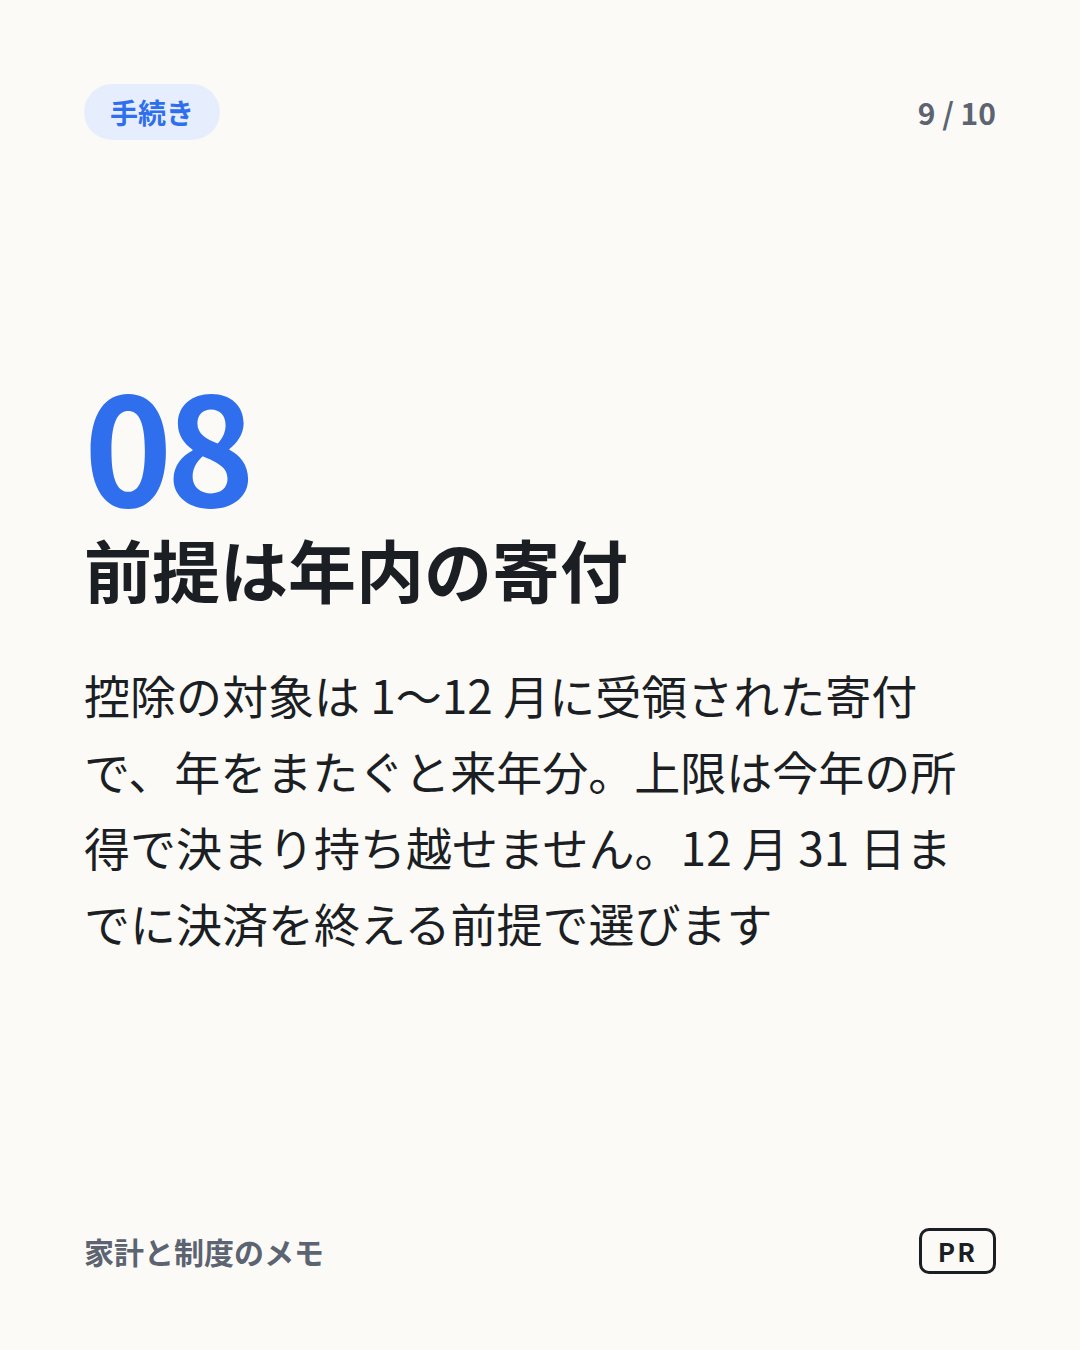 手続き
9 / 10
08
前提は年内の寄付
控除の対象は 1〜12 月に受領された寄付
で、年をまたぐと来年分。上限は今年の所
得で決まり持ち越せません。12 月 31 日ま
でに決済を終える前提で選びます
家計と制度のメモ
PR